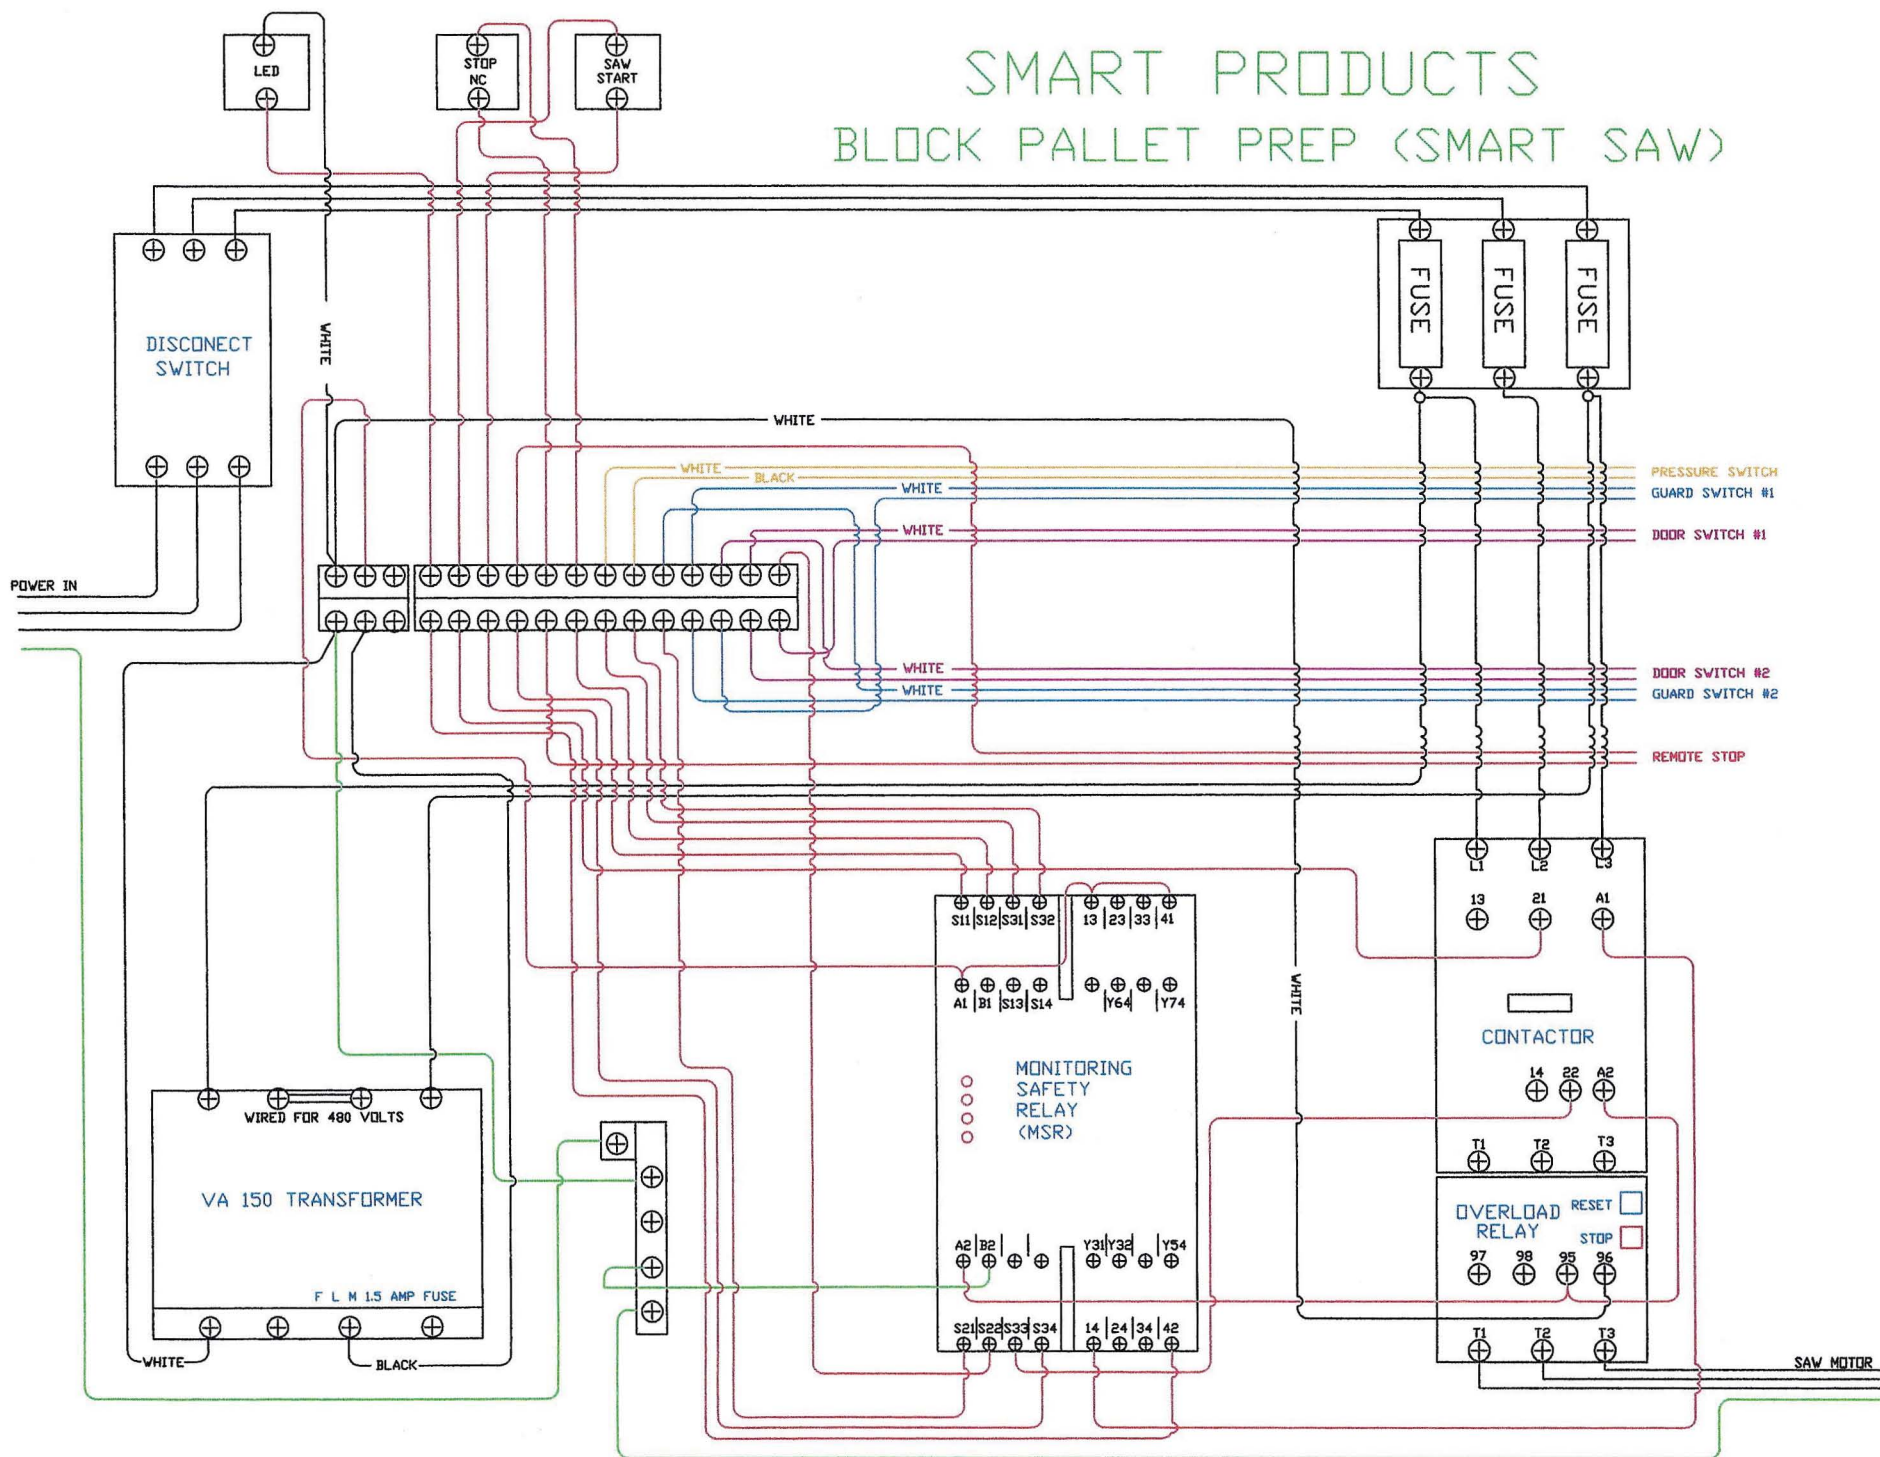 SMART PRODUCTS
BLOCK PALLET PREP (SMART SAW)
LED
STOP
NC
SAW
START
DISCONECT
SWITCH
WHITE
FUSE
FUSE
FUSE
WHITE
WHITE
PRESSURE SWITCH
BLACK
WHITE
GUARD SWITCH #1
WHITE
DOOR SWITCH #1
POWER IN
WHITE
DOOR SWITCH #2
WHITE
GUARD SWITCH #2
REMOTE STOP
L1 L2 L3
13 21 A1
S11 S12 S31 S32 13 23 33 41
A1 B1 S13 S14 Y64 Y74
WHITE
CONTACTOR
14 22 A2
T1 T2 T3
MONITORING
SAFETY
RELAY
(MSR)
WIRED FOR 480 VOLTS
VA 150 TRANSFORMER
F L M 1.5 AMP FUSE
WHITE
BLACK
OVERLOAD
RELAY
RESET
STOP
97 98 95 96
A2 B2 Y31 Y32 Y54
S21 S22 S33 S34 14 24 34 42
T1 T2 T3
SAW MOTOR